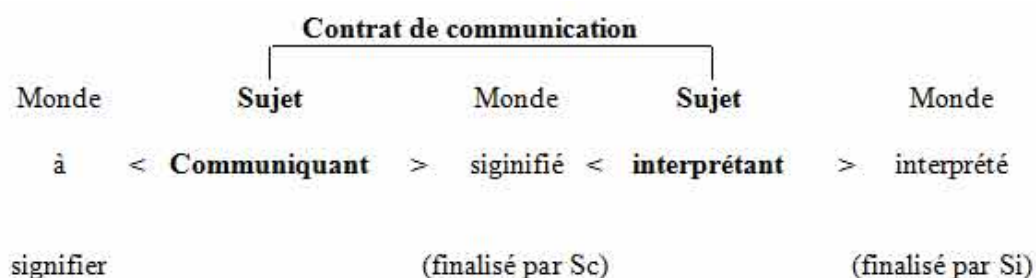 Contrat de communication
Monde Sujet Monde Sujet Monde
à < Communiquant > siginifié < interprétant > interprété
signifier (finalisé par Sc) (finalisé par Si)